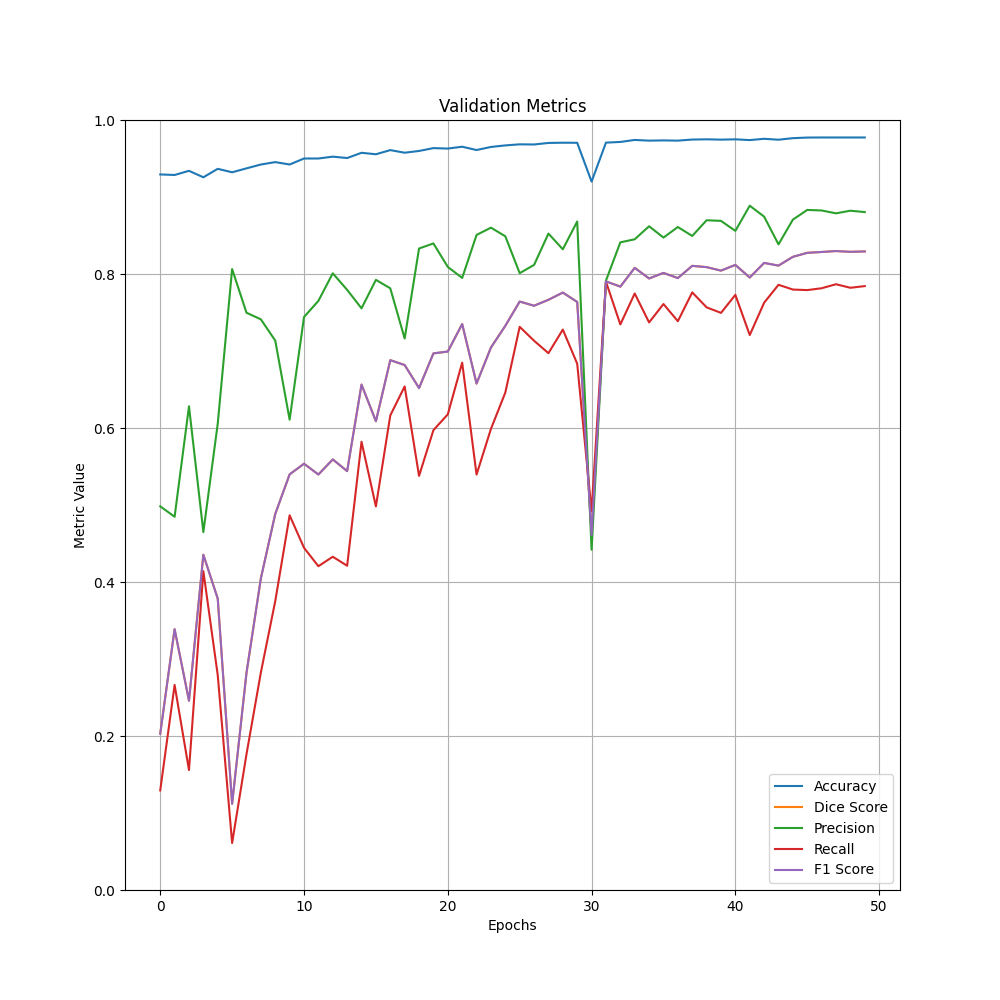 Validation Metrics
1.0
0.8
0.6
0.4
0.2
0.0
Metric Value
0 10 20 30 40 50
Epochs
Accuracy
Dice Score
Precision
Recall
F1 Score